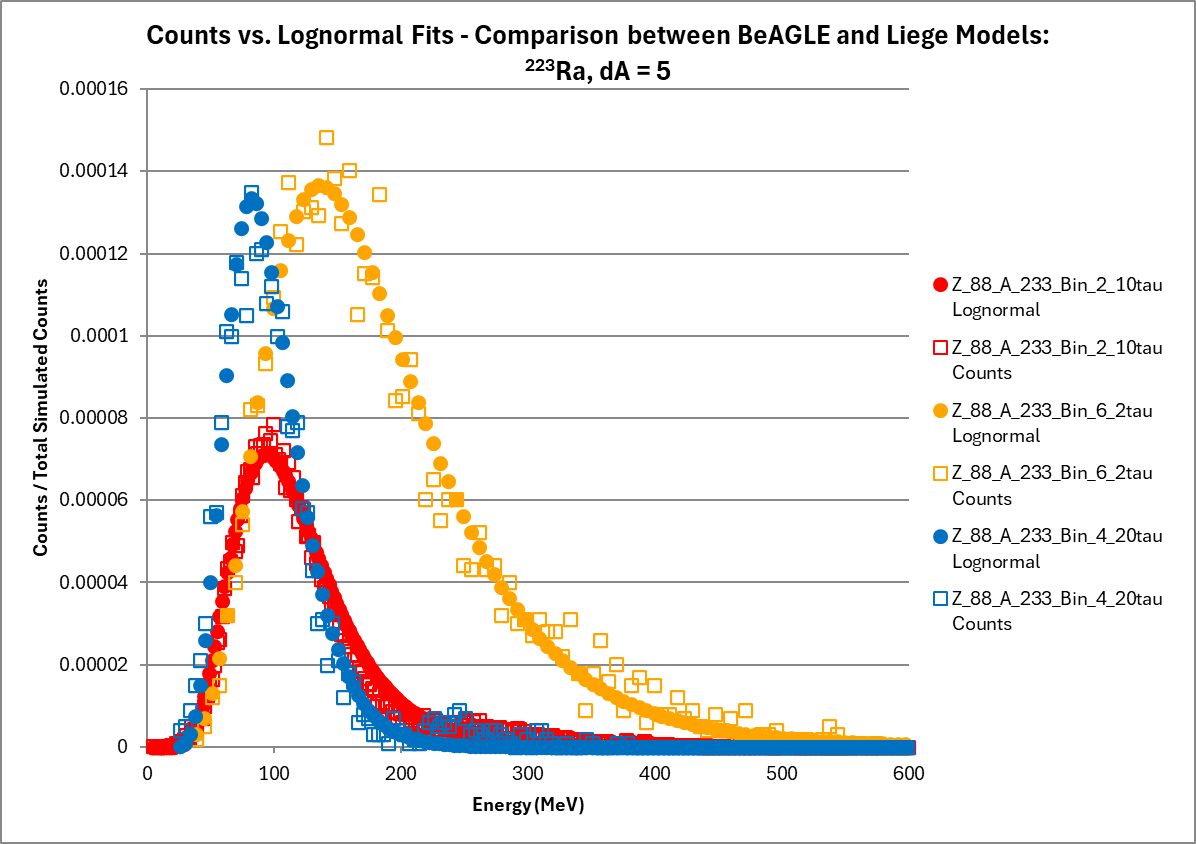 Counts vs. Lognormal Fits - Comparison between BeAGLE and Liege Models:
²²³Ra, dA = 5
0.00016
0.00014
0.00012
0.0001
0.00008
0.00006
0.00004
0.00002
0
Counts / Total Simulated Counts
0 100 200 300 400 500 600
Energy (MeV)
Z_88_A_233_Bin_2_10tau
Lognormal
Z_88_A_233_Bin_2_10tau
Counts
Z_88_A_233_Bin_6_2tau
Lognormal
Z_88_A_233_Bin_6_2tau
Counts
Z_88_A_233_Bin_4_20tau
Lognormal
Z_88_A_233_Bin_4_20tau
Counts